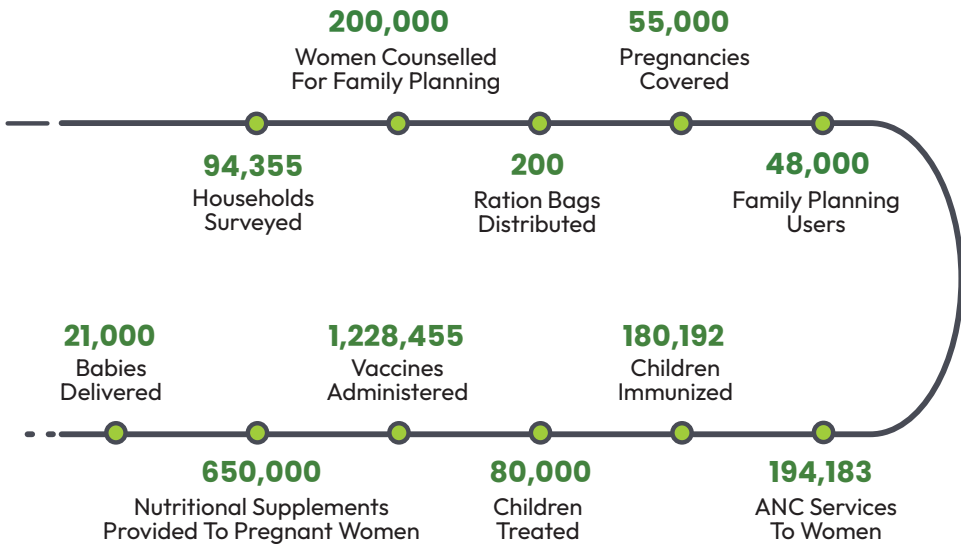 200,000
Women Counselled
For Family Planning
55,000
Pregnancies
Covered
94,355
Households
Surveyed
200
Ration Bags
Distributed
48,000
Family Planning
Users
21,000
Babies
Delivered
1,228,455
Vaccines
Administered
180,192
Children
Immunized
650,000
Nutritional Supplements
Provided To Pregnant Women
80,000
Children
Treated
194,183
ANC Services
To Women